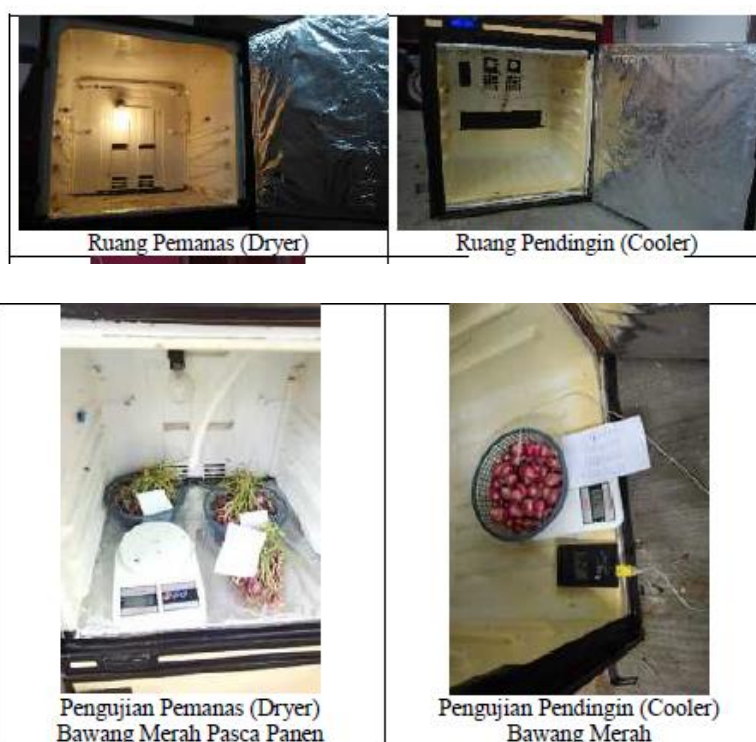 Ruang Pemanas (Dryer)
Ruang Pendingin (Cooler)
Pengujian Pemanas (Dryer)
Bawang Merah Pasca Panen
Pengujian Pendingin (Cooler)
Bawang Merah